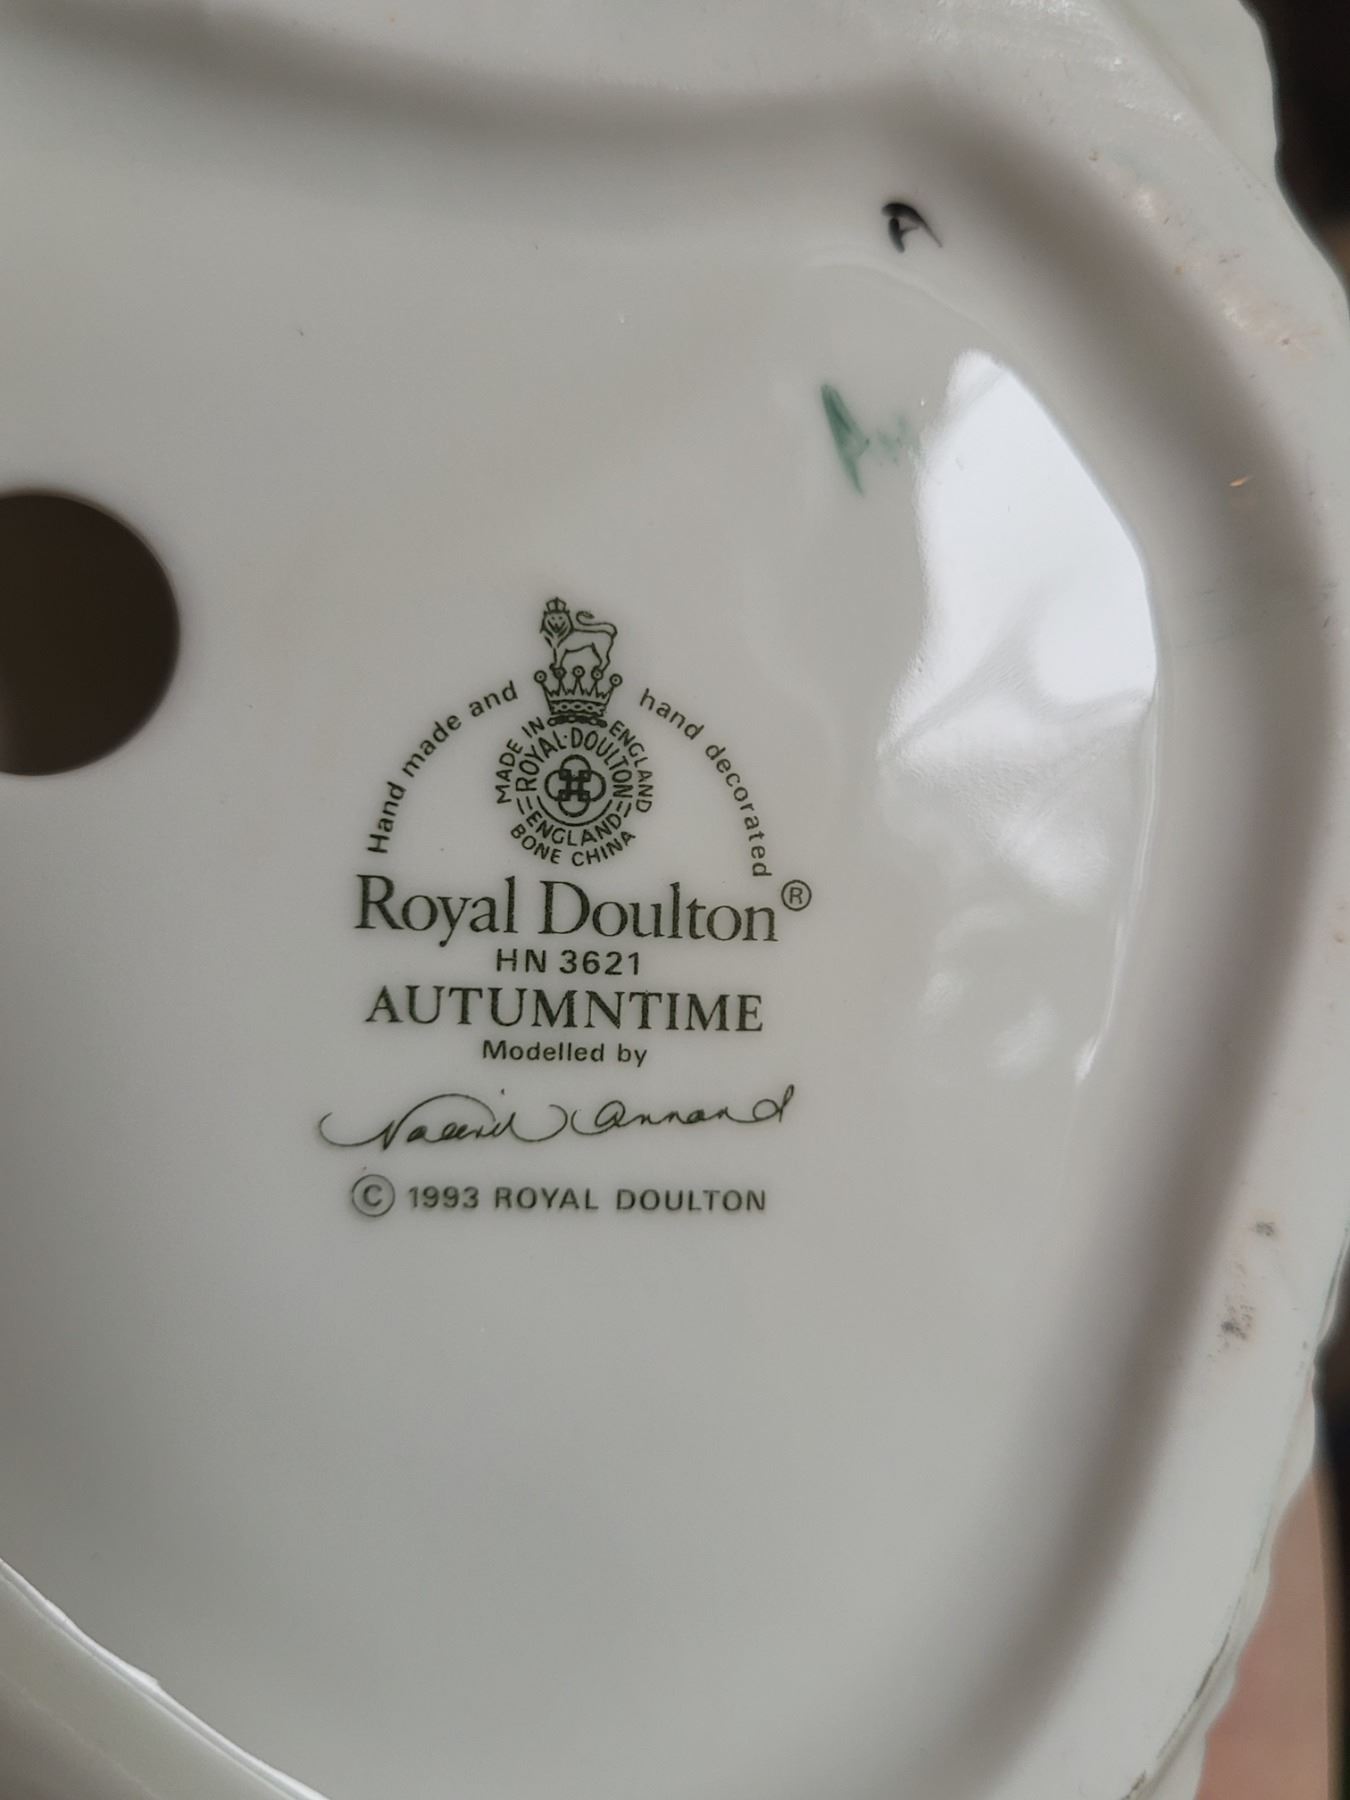 Hand made and hand decorated
MADE IN ENGLAND
ROYAL·DOULTON
ENGLAND
BONE CHINA
Royal Doulton®
HN 3621
AUTUMNTIME
Modelled by
© 1993 ROYAL DOULTON